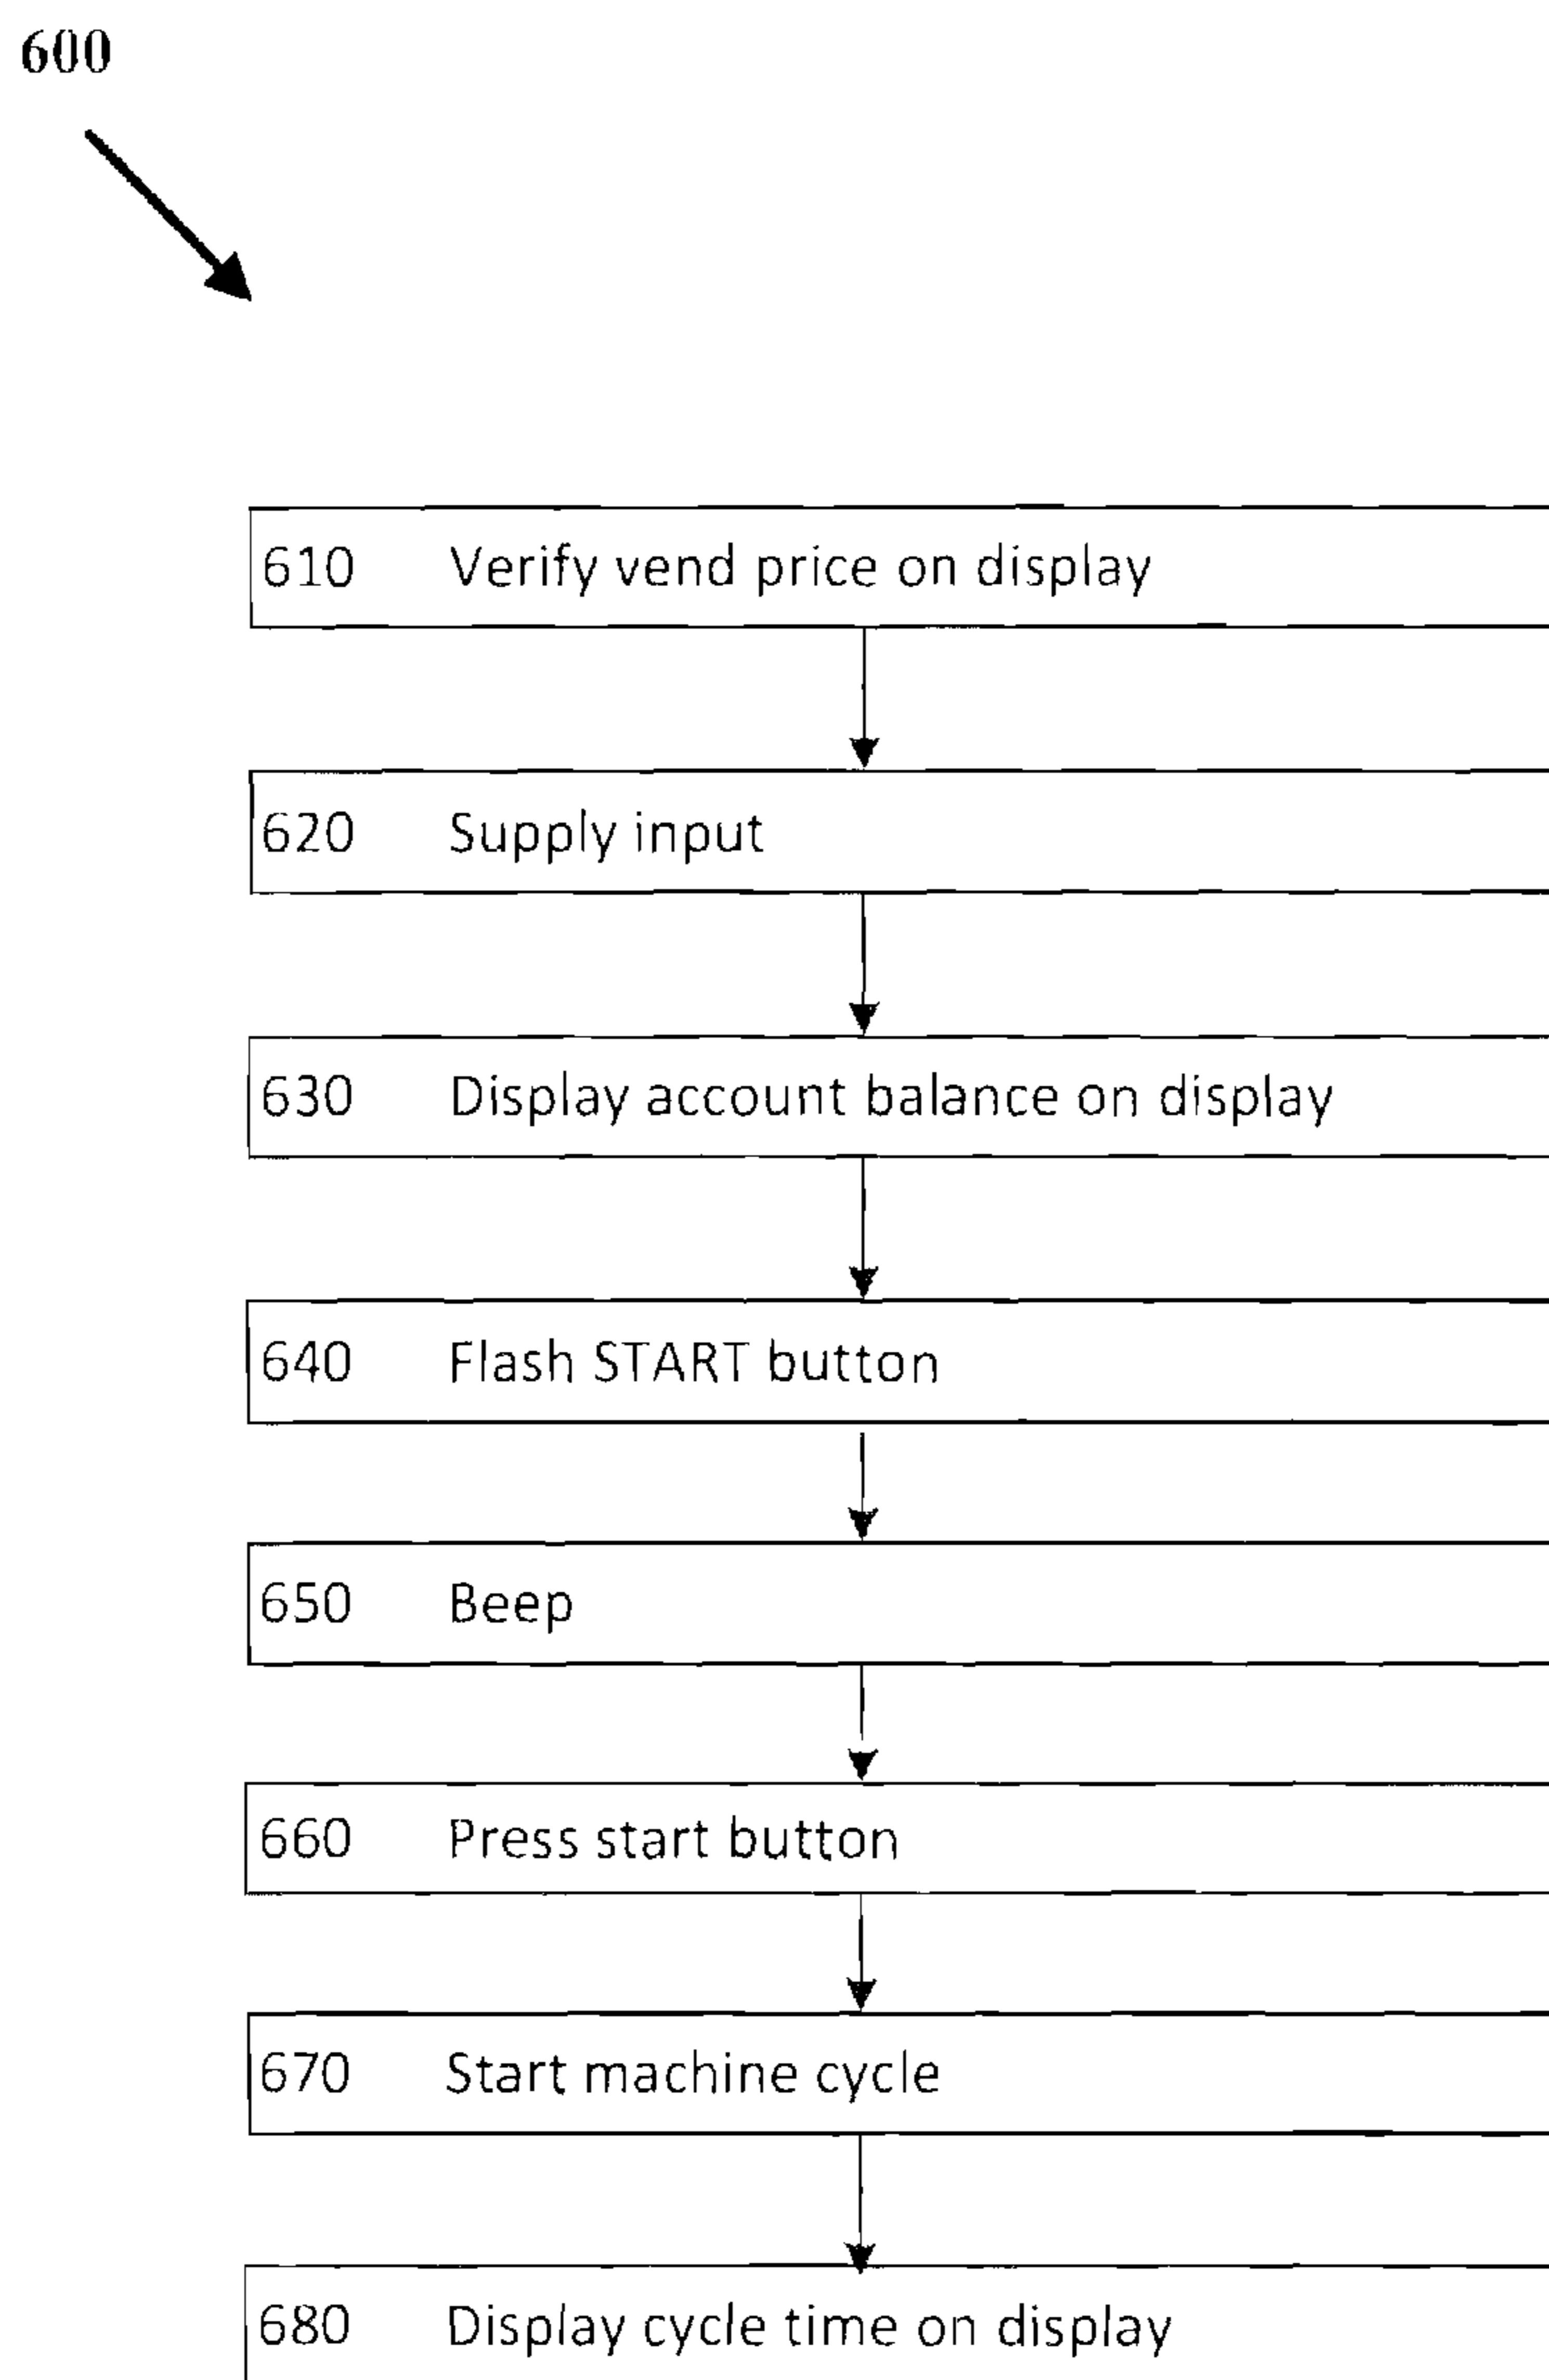 600
610 Verify vend price on display
620 Supply input
630 Display account balance on display
640 Flash START button
650 Beep
660 Press start button
670 Start machine cycle
680 Display cycle time on display